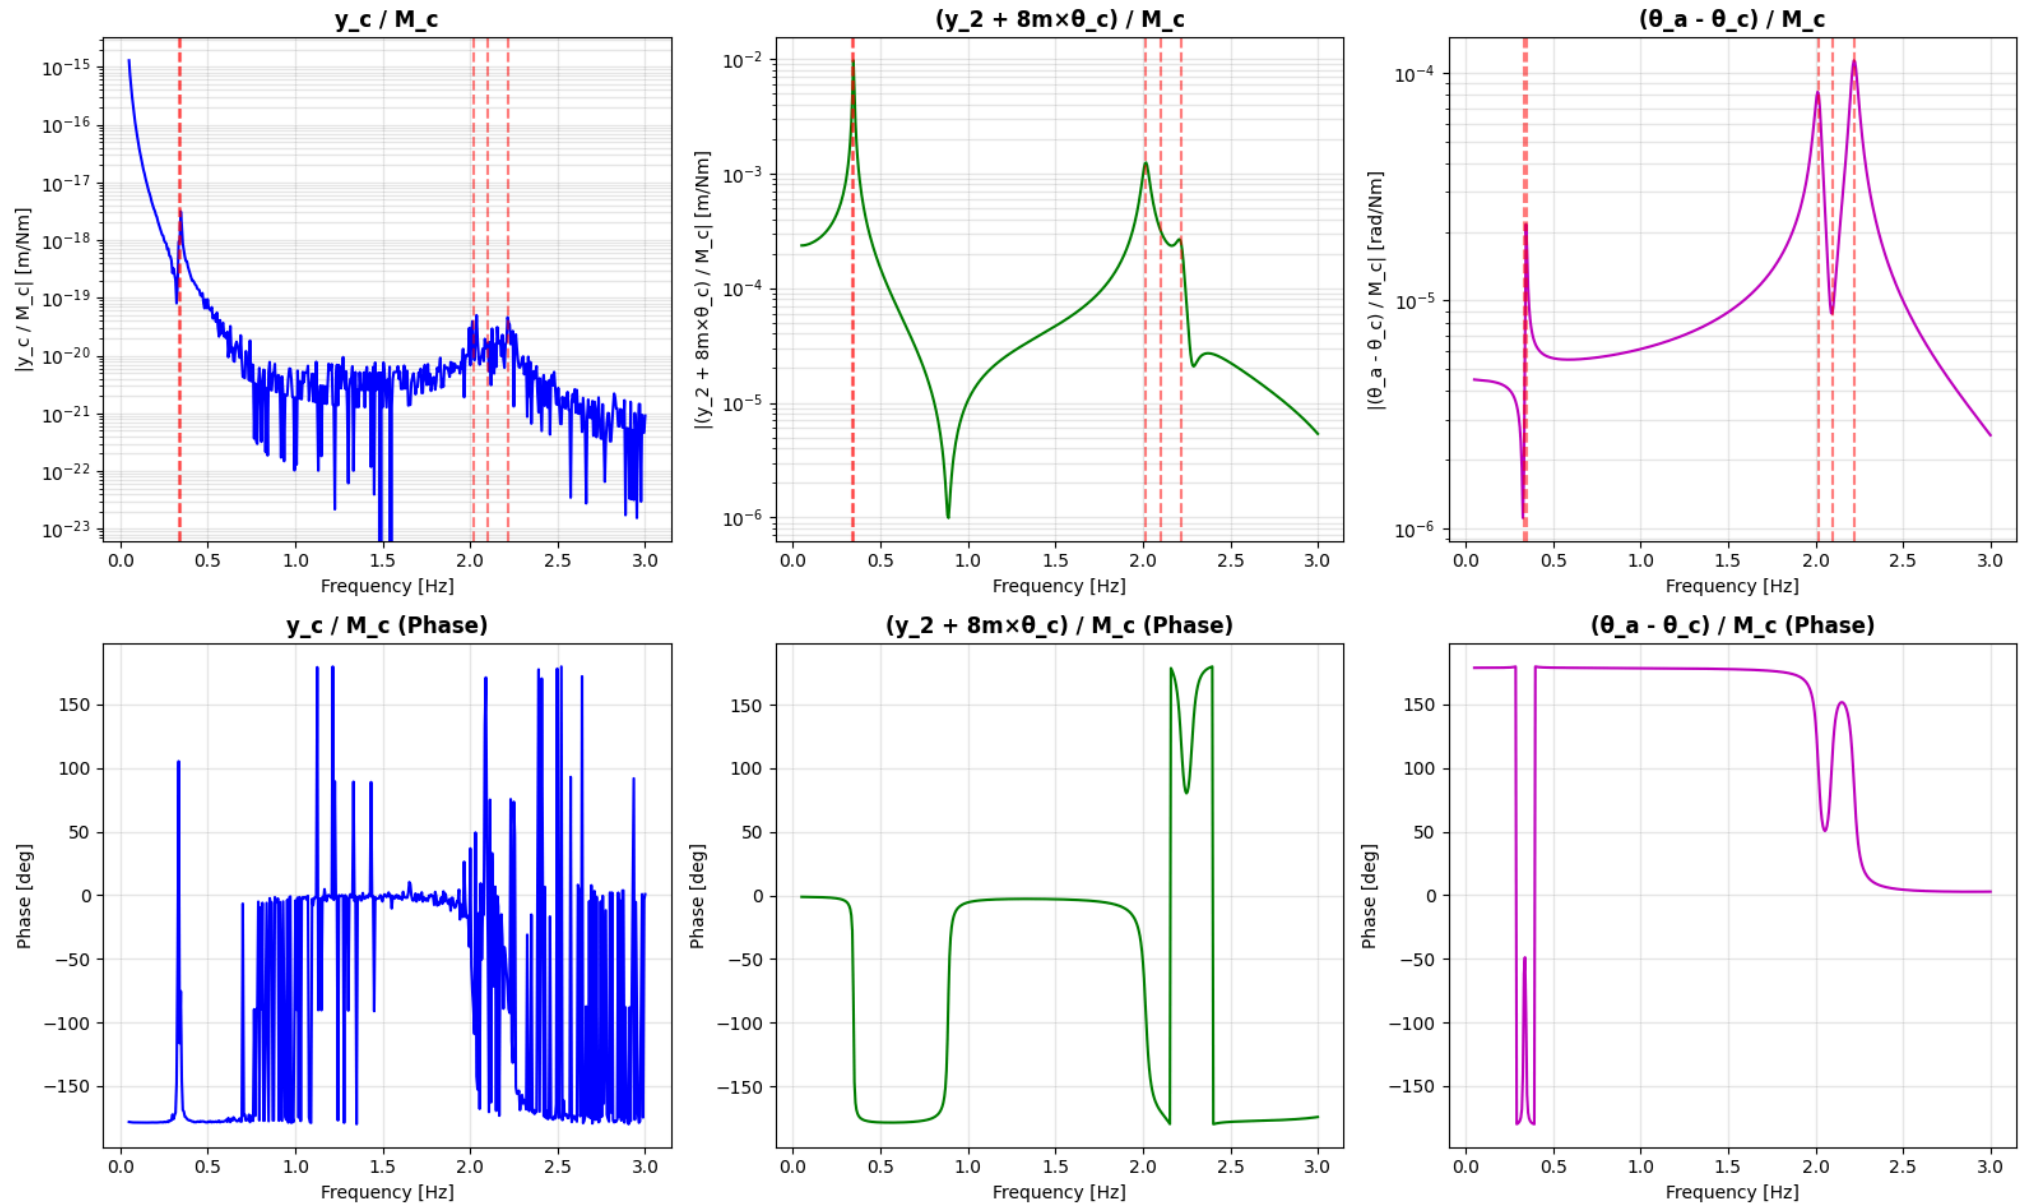 y_c / M_c
|y_c / M_c| [m/Nm]
10⁻¹⁵
10⁻¹⁶
10⁻¹⁷
10⁻¹⁸
10⁻¹⁹
10⁻²⁰
10⁻²¹
10⁻²²
10⁻²³
0.0 0.5 1.0 1.5 2.0 2.5 3.0
Frequency [Hz]
(y_2 + 8m×θ_c) / M_c
|(y_2 + 8m×θ_c) / M_c| [m/Nm]
10⁻²
10⁻³
10⁻⁴
10⁻⁵
10⁻⁶
0.0 0.5 1.0 1.5 2.0 2.5 3.0
Frequency [Hz]
(θ_a - θ_c) / M_c
|(θ_a - θ_c) / M_c| [rad/Nm]
10⁻⁴
10⁻⁵
10⁻⁶
0.0 0.5 1.0 1.5 2.0 2.5 3.0
Frequency [Hz]
y_c / M_c (Phase)
Phase [deg]
150
100
50
0
−50
−100
−150
0.0 0.5 1.0 1.5 2.0 2.5 3.0
Frequency [Hz]
(y_2 + 8m×θ_c) / M_c (Phase)
Phase [deg]
150
100
50
0
−50
−100
−150
0.0 0.5 1.0 1.5 2.0 2.5 3.0
Frequency [Hz]
(θ_a - θ_c) / M_c (Phase)
Phase [deg]
150
100
50
0
−50
−100
−150
0.0 0.5 1.0 1.5 2.0 2.5 3.0
Frequency [Hz]